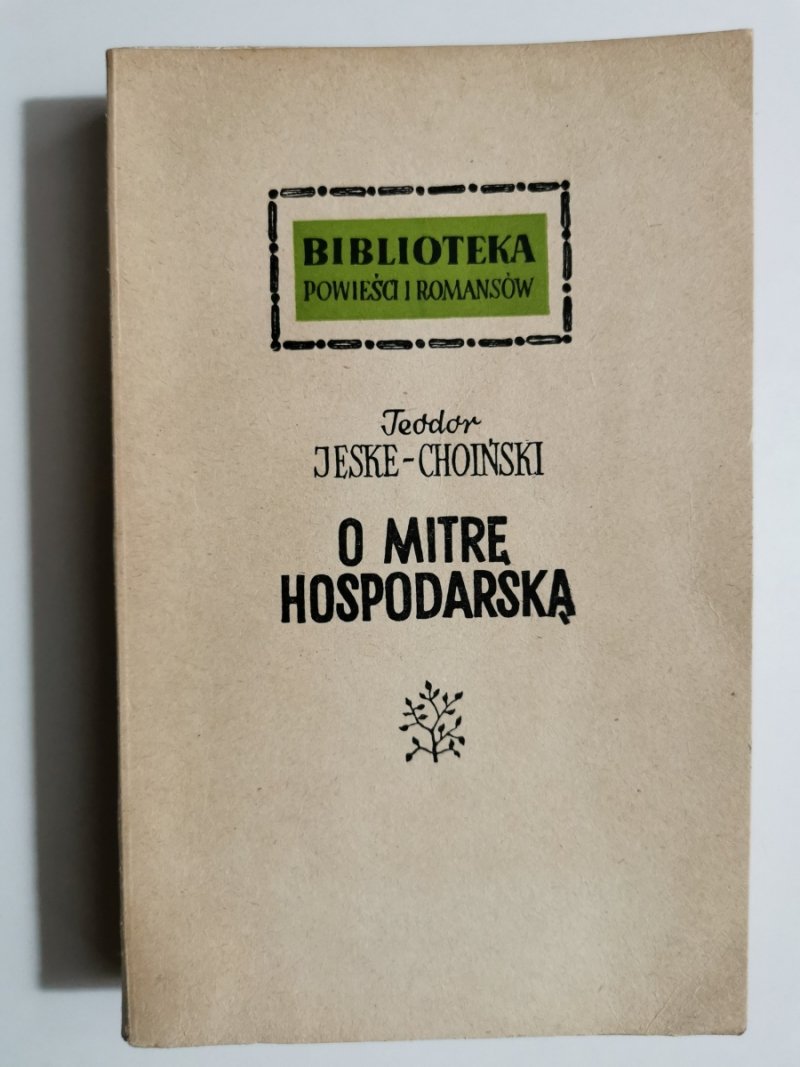 BIBLIOTEKA
POWIEŚCI I ROMANSÓW
Teodor
JESKE-CHOIŃSKI
O MITRĘ
HOSPODARSKĄ